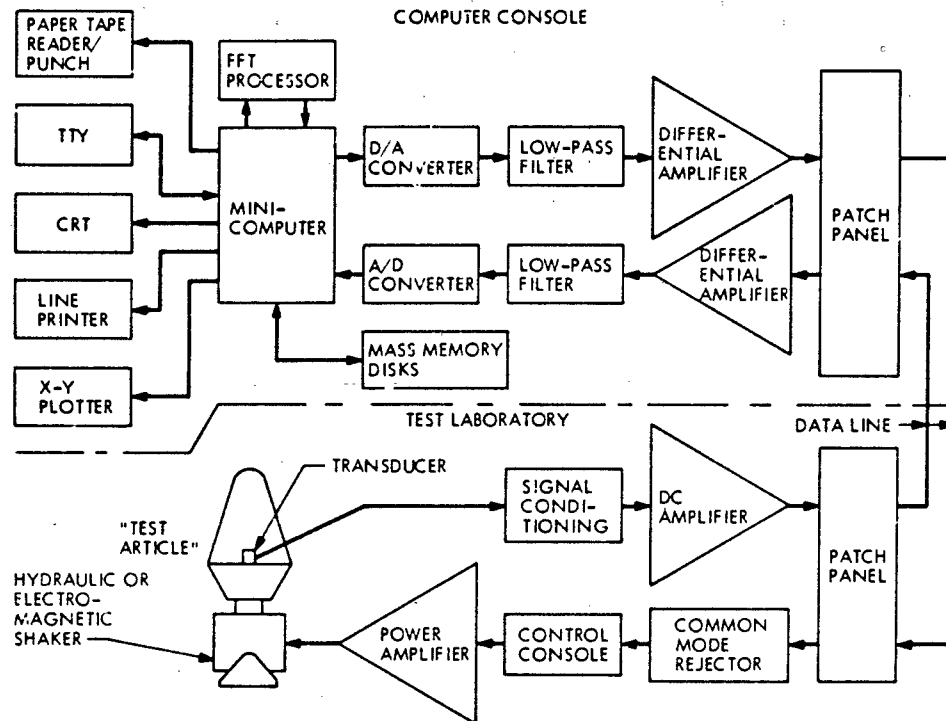 COMPUTER CONSOLE
PAPER TAPE
READER/
PUNCH
FFT
PROCESSOR
TTY
CRT
LINE
PRINTER
X-Y
PLOTTER
MINI-
COMPUTER
D/A
CONVERTER
LOW-PASS
FILTER
DIFFER-
ENTIAL
AMPLIFIER
PATCH
PANEL
A/D
CONVERTER
LOW-PASS
FILTER
DIFFER-
ENTIAL
AMPLIFIER
MASS MEMORY
DISKS
TEST LABORATORY
DATA LINE
TRANSDUCER
"TEST
ARTICLE"
SIGNAL
CONDI-
TIONING
DC
AMPLIFIER
PATCH
PANEL
HYDRAULIC OR
ELECTRO-
MAGNETIC
SHAKER
POWER
AMPLIFIER
CONTROL
CONSOLE
COMMON
MODE
REJECTOR